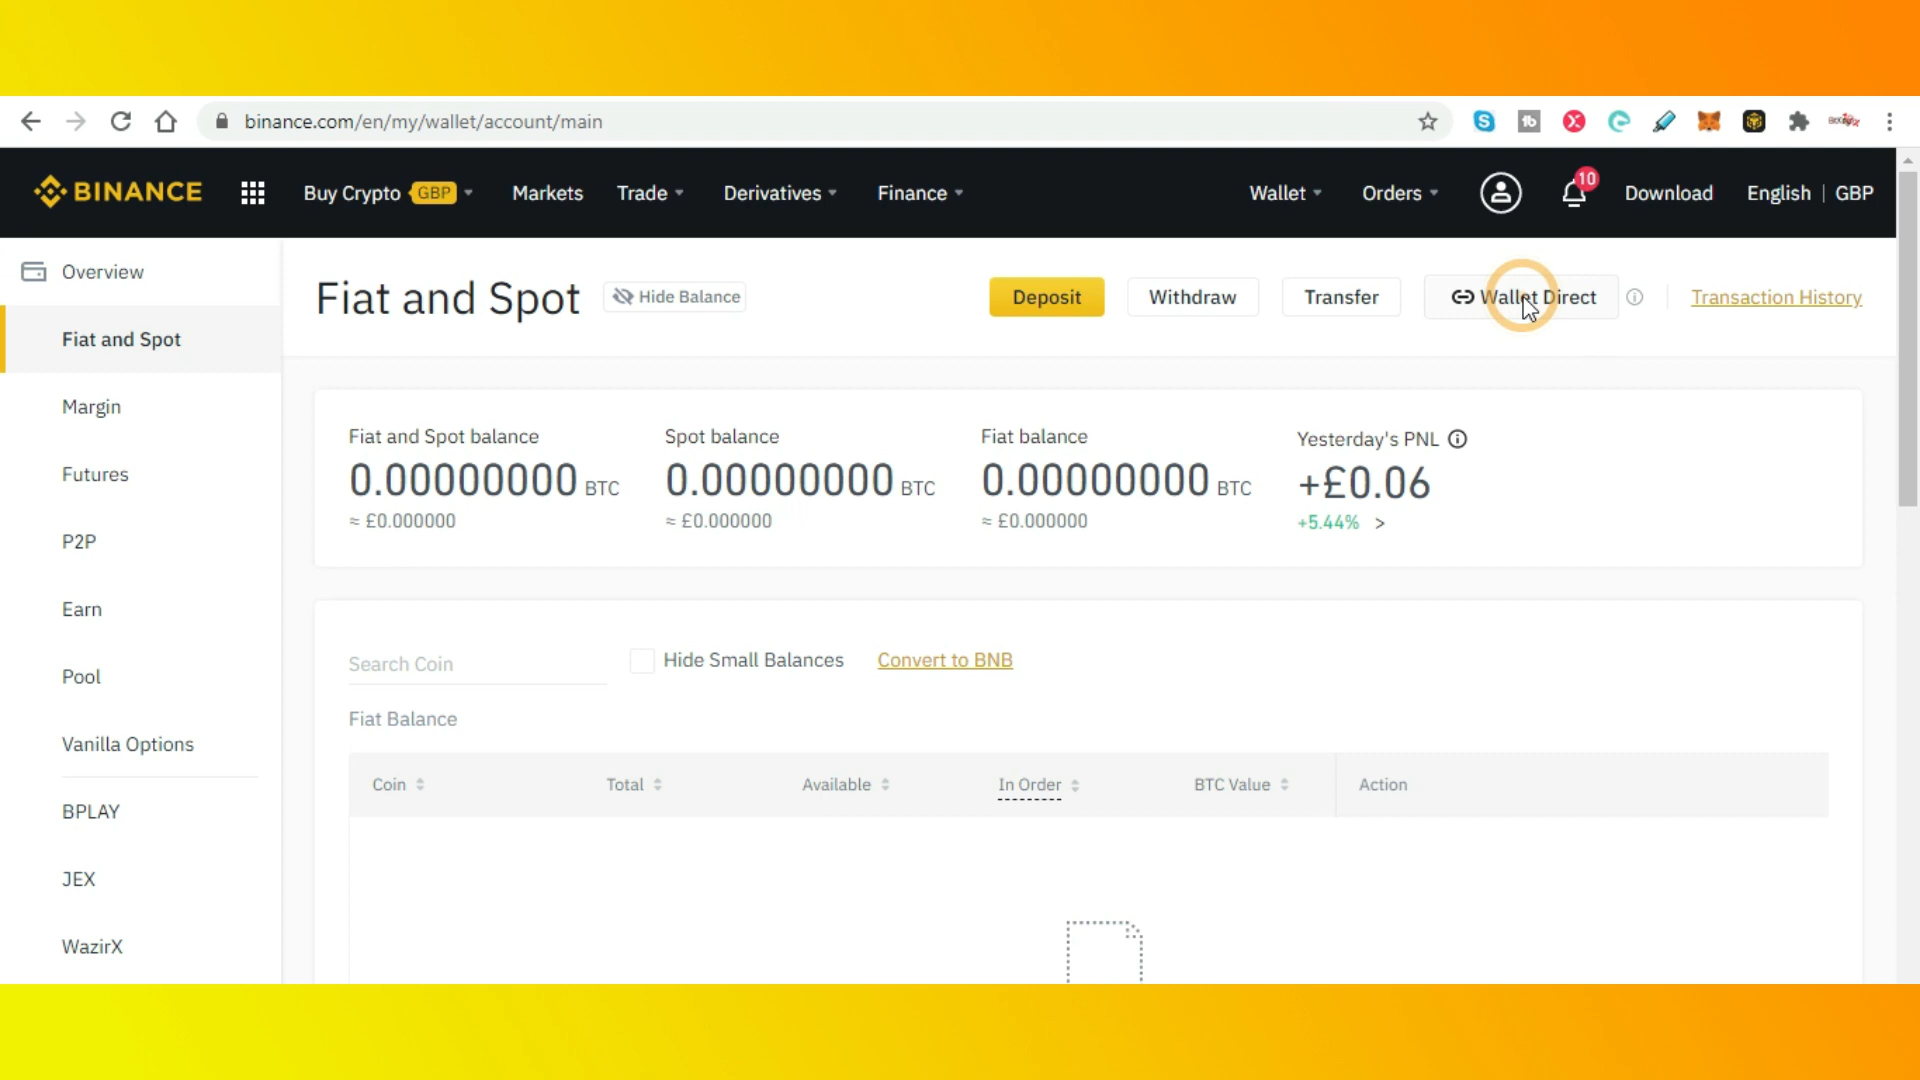 binance.com/en/my/wallet/account/main
BINANCE Buy Crypto GBP Markets Trade Derivatives Finance Wallet Orders 10 Download English | GBP
Overview
Fiat and Spot
Margin
Futures
P2P
Earn
Pool
Vanilla Options
BPLAY
JEX
WazirX
Fiat and Spot Hide Balance Deposit Withdraw Transfer Wallet Direct Transaction History
Fiat and Spot balance
0.00000000 BTC
≈ £0.000000
Spot balance
0.00000000 BTC
≈ £0.000000
Fiat balance
0.00000000 BTC
≈ £0.000000
Yesterday's PNL
+£0.06
+5.44% >
Search Coin Hide Small Balances Convert to BNB
Fiat Balance
Coin Total Available In Order BTC Value Action